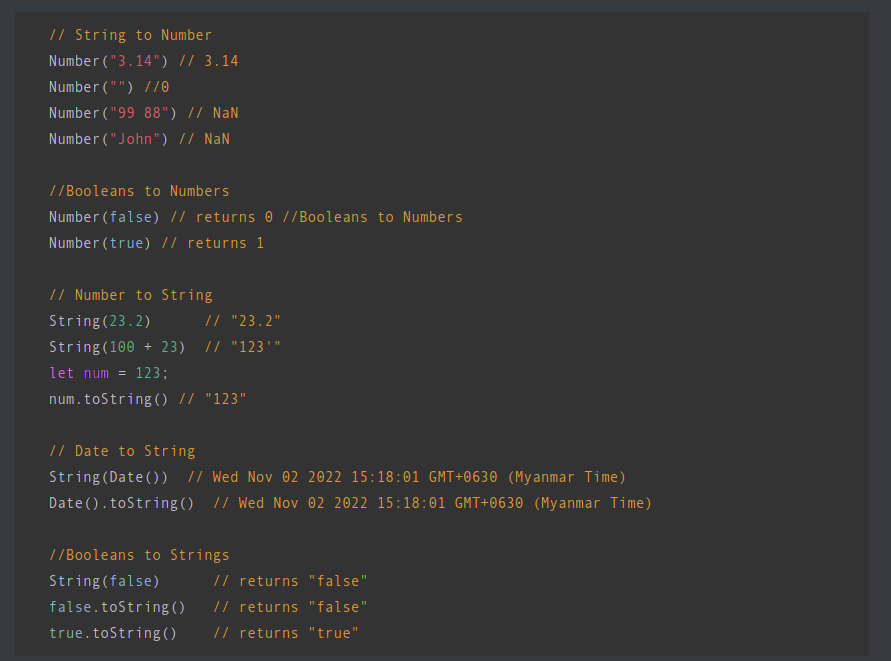 // String to Number
Number("3.14") // 3.14
Number("") //0
Number("99 88") // NaN
Number("John") // NaN
//Booleans to Numbers
Number(false) // returns 0 //Booleans to Numbers
Number(true) // returns 1
// Number to String
String(23.2)      // "23.2"
String(100 + 23)  // "123'"
let num = 123;
num.toString() // "123"
// Date to String
String(Date())  // Wed Nov 02 2022 15:18:01 GMT+0630 (Myanmar Time)
Date().toString()  // Wed Nov 02 2022 15:18:01 GMT+0630 (Myanmar Time)
//Booleans to Strings
String(false)      // returns "false"
false.toString()   // returns "false"
true.toString()    // returns "true"